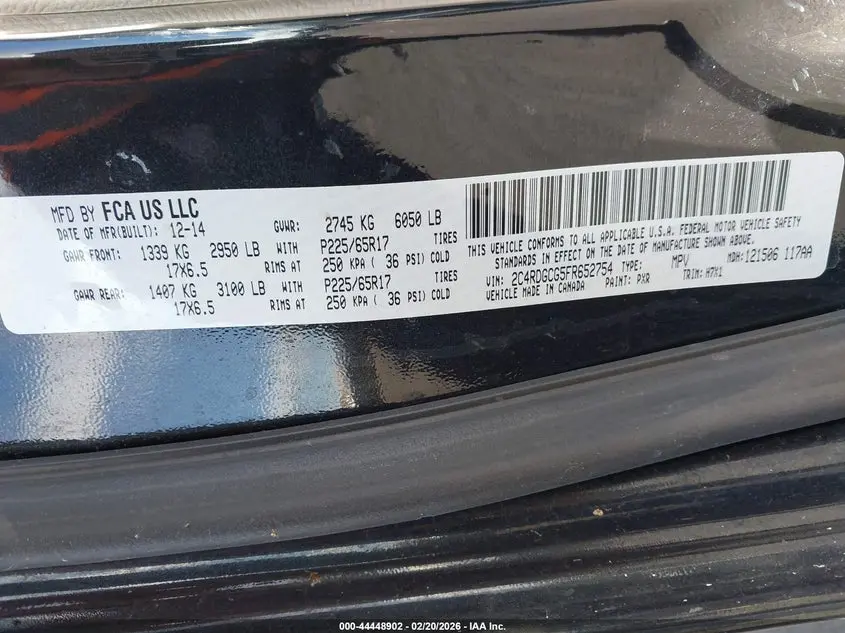 MFD BY FCA US LLC
DATE OF MFR(BUILT): 12-14 GVWR: 2745 KG 6050 LB
GAWR FRONT: 1339 KG 2950 LB WITH P225/65R17 TIRES
17X6.5 RIMS AT 250 KPA ( 36 PSI) COLD
GAWR REAR: 1407 KG 3100 LB WITH P225/65R17 TIRES
17X6.5 RIMS AT 250 KPA ( 36 PSI) COLD
THIS VEHICLE CONFORMS TO ALL APPLICABLE U.S.A. FEDERAL MOTOR VEHICLE SAFETY
STANDARDS IN EFFECT ON THE DATE OF MANUFACTURE SHOWN ABOVE.
VIN: 2C4RDGCG5FR652754 TYPE: MPV MDH: 121506 117AA
VEHICLE MADE IN CANADA PAINT: PXR TRIM: H7X1
000-44448902 - 02/20/2026 - IAA Inc.